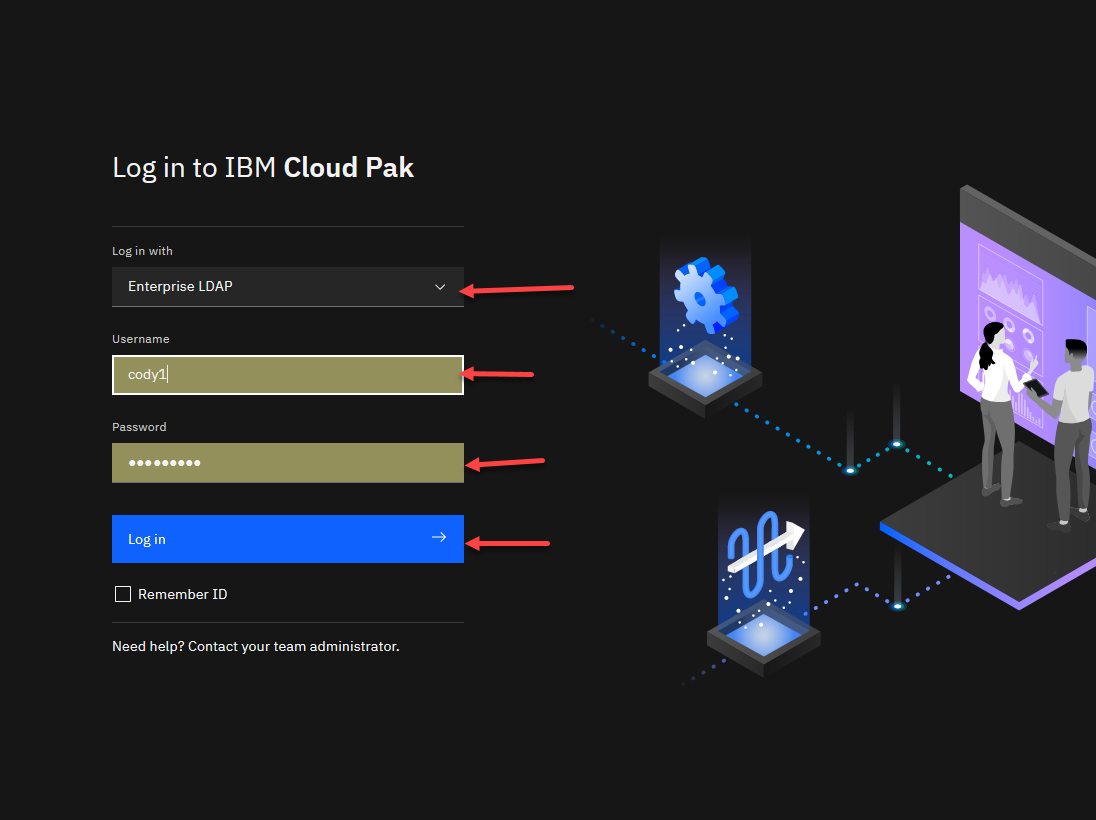 Log in to IBM Cloud Pak
Log in with
Enterprise LDAP
Username
cody1
Password
•••••••••
Log in
Remember ID
Need help? Contact your team administrator.